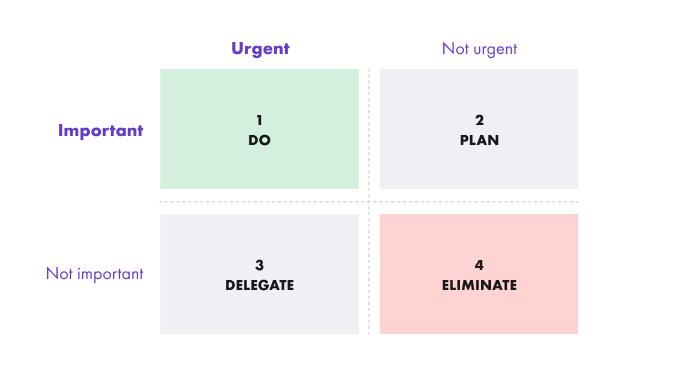 Urgent
Not urgent
Important
1
DO
2
PLAN
Not important
3
DELEGATE
4
ELIMINATE